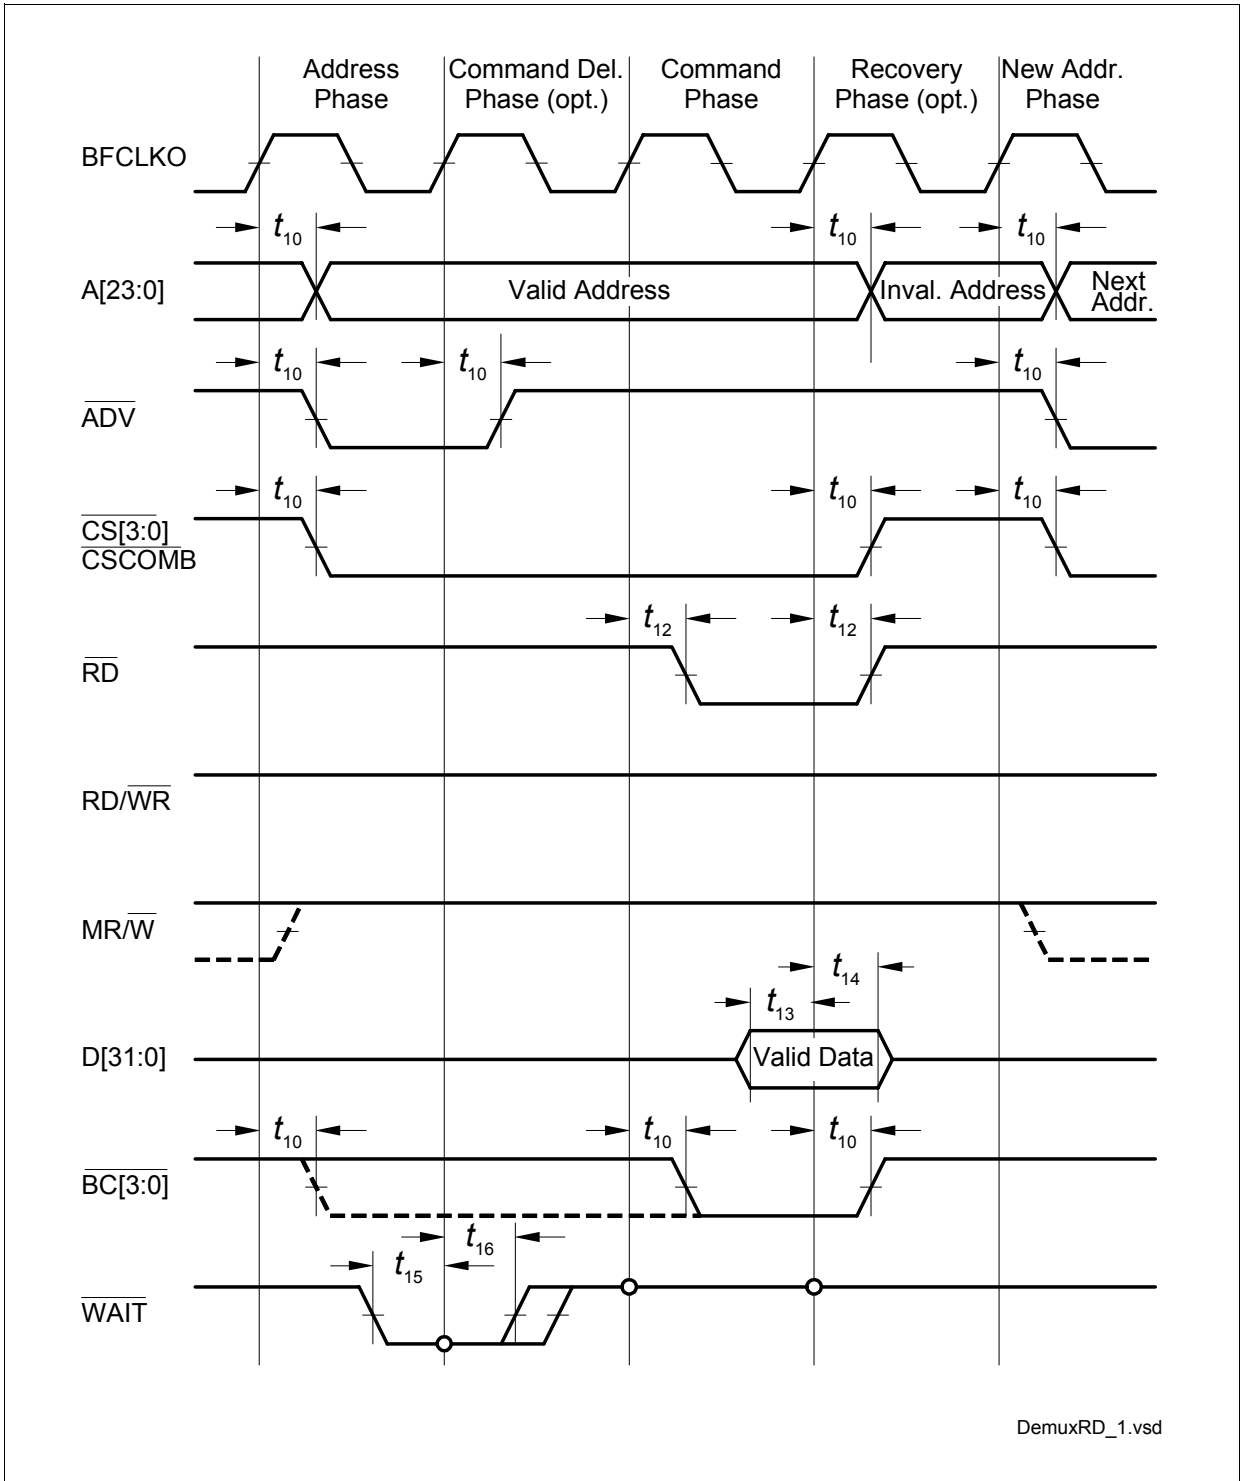 Address Phase
Command Del. Phase (opt.)
Command Phase
Recovery Phase (opt.)
New Addr. Phase
BFCLKO
t10 t10 t10
A[23:0]
Valid Address
Inval. Address
Next Addr.
t10 t10 t10
ADV
t10 t10 t10
CS[3:0]
CSCOMB
t12 t12
RD
RD/WR
MR/W
t14
t13
D[31:0]
Valid Data
t10 t10 t10
BC[3:0]
t16
t15
WAIT
DemuxRD_1.vsd